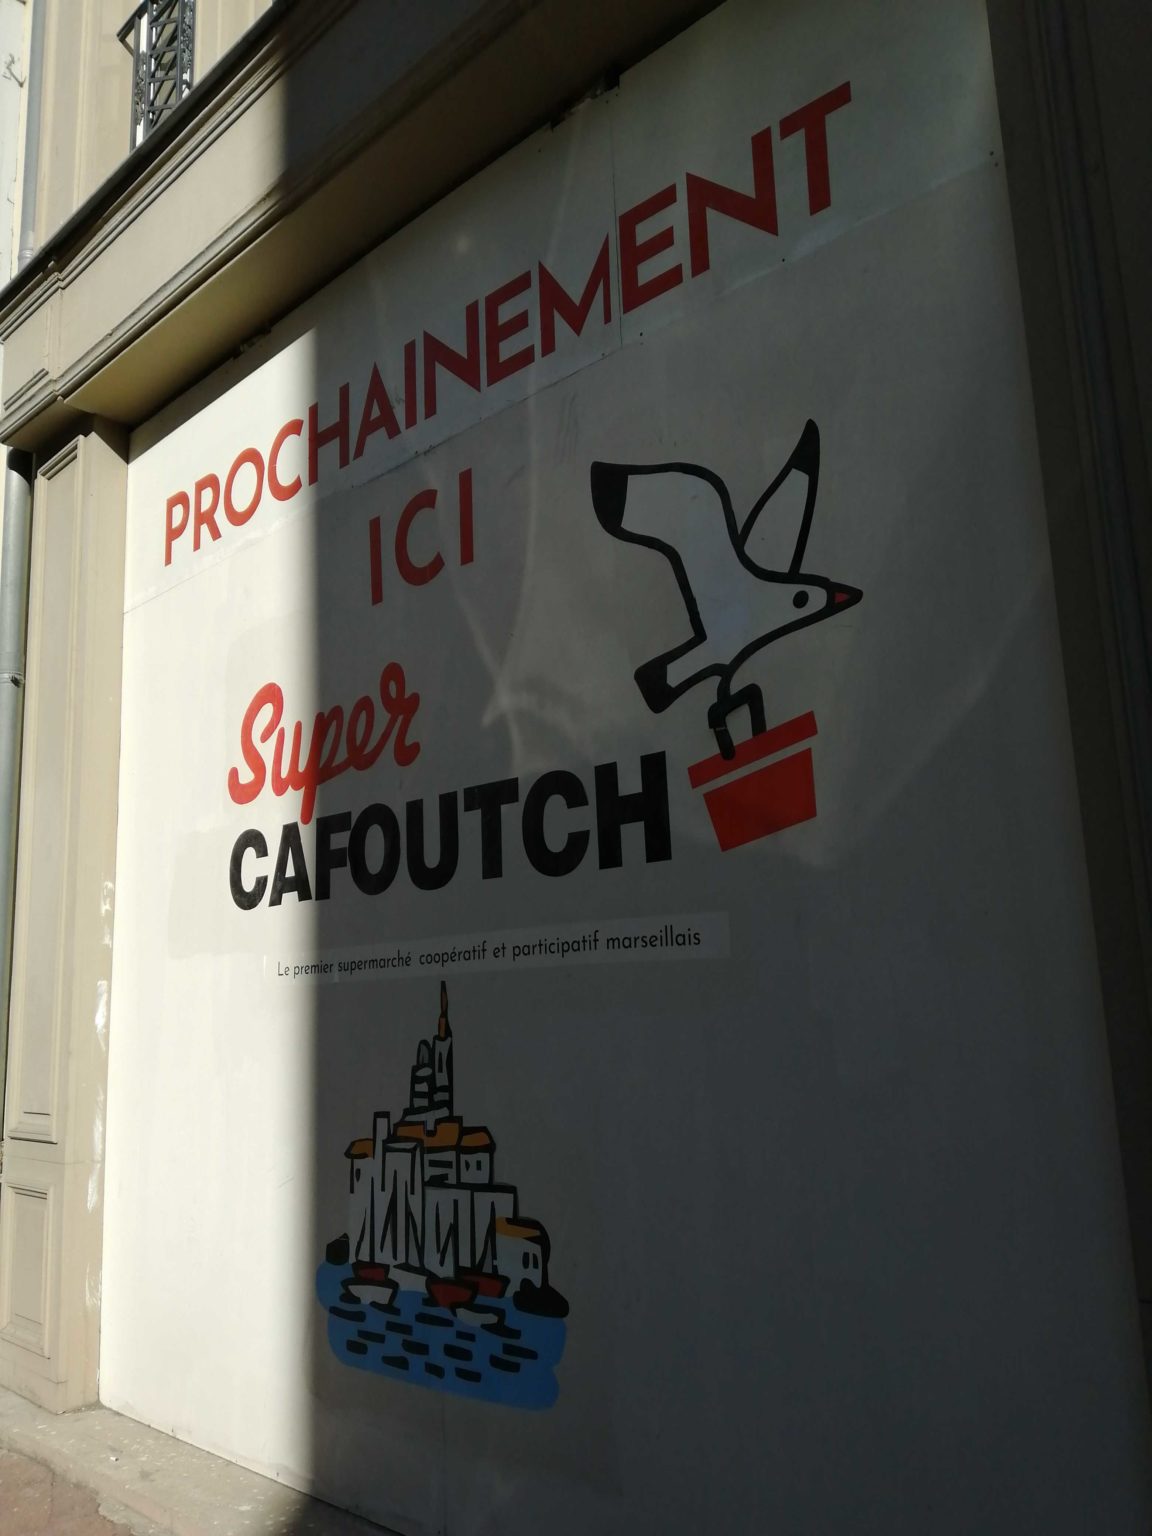 PROCHAINEMENT
ICI
Super
CAFOUTCH
Le premier supermarché coopératif et participatif marseillais